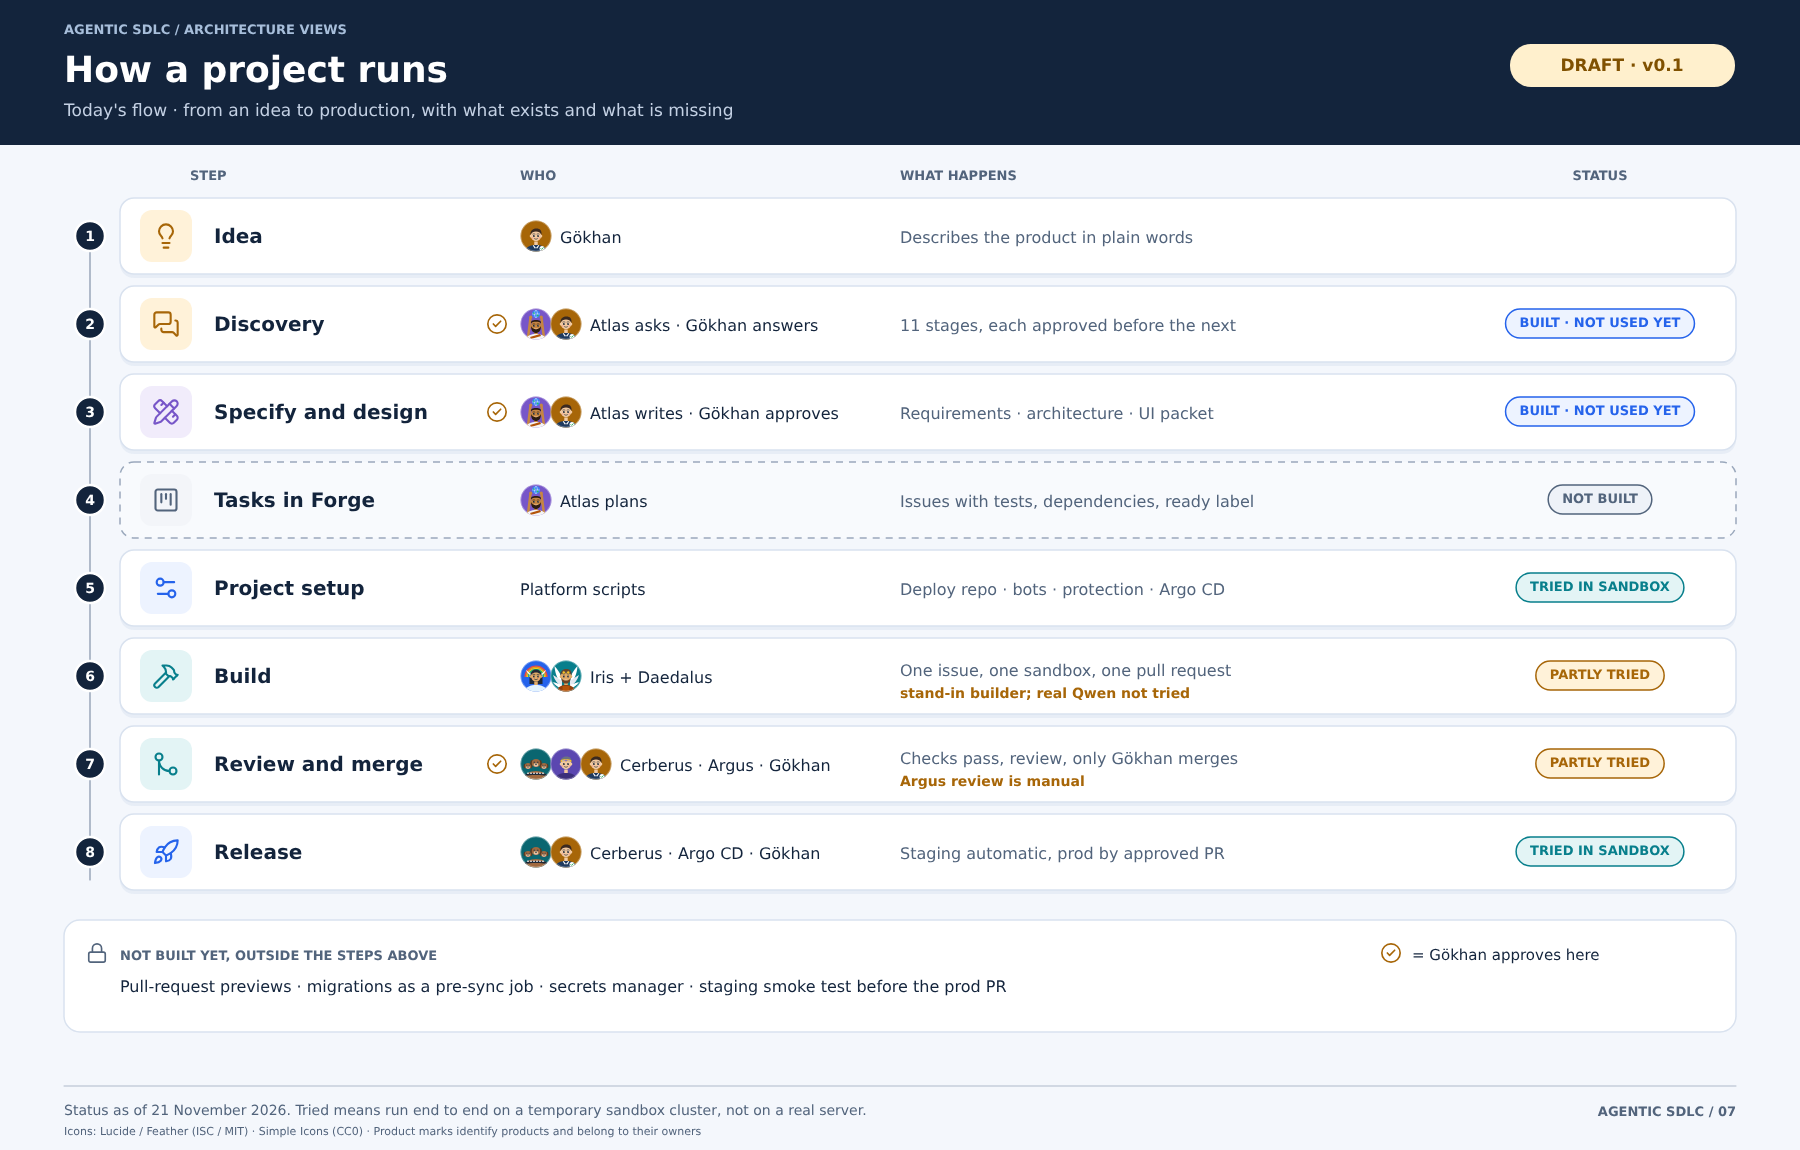 AGENTIC SDLC / ARCHITECTURE VIEWS
How a project runs
Today's flow · from an idea to production, with what exists and what is missing
DRAFT · v0.1
STEP
WHO
WHAT HAPPENS
STATUS
1
Idea
Gökhan
Describes the product in plain words
2
Discovery
Atlas asks · Gökhan answers
11 stages, each approved before the next
BUILT · NOT USED YET
3
Specify and design
Atlas writes · Gökhan approves
Requirements · architecture · UI packet
BUILT · NOT USED YET
4
Tasks in Forge
Atlas plans
Issues with tests, dependencies, ready label
NOT BUILT
5
Project setup
Platform scripts
Deploy repo · bots · protection · Argo CD
TRIED IN SANDBOX
6
Build
Iris + Daedalus
One issue, one sandbox, one pull request
stand-in builder; real Qwen not tried
PARTLY TRIED
7
Review and merge
Cerberus · Argus · Gökhan
Checks pass, review, only Gökhan merges
Argus review is manual
PARTLY TRIED
8
Release
Cerberus · Argo CD · Gökhan
Staging automatic, prod by approved PR
TRIED IN SANDBOX
NOT BUILT YET, OUTSIDE THE STEPS ABOVE
= Gökhan approves here
Pull-request previews · migrations as a pre-sync job · secrets manager · staging smoke test before the prod PR
Status as of 21 November 2026. Tried means run end to end on a temporary sandbox cluster, not on a real server.
AGENTIC SDLC / 07
Icons: Lucide / Feather (ISC / MIT) · Simple Icons (CC0) · Product marks identify products and belong to their owners